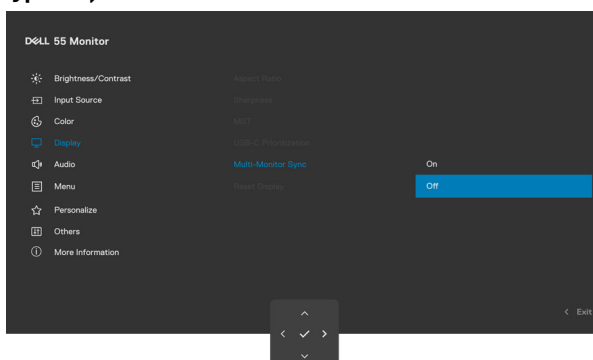 DELL 55 Monitor
Brightness/Contrast
Aspect Ratio
Input Source
Sharpness
Color
MST
Display
USB-C Prioritization
Audio
Multi-Monitor Sync
On
Menu
Reset Display
Off
Personalize
Others
More Information
Exit